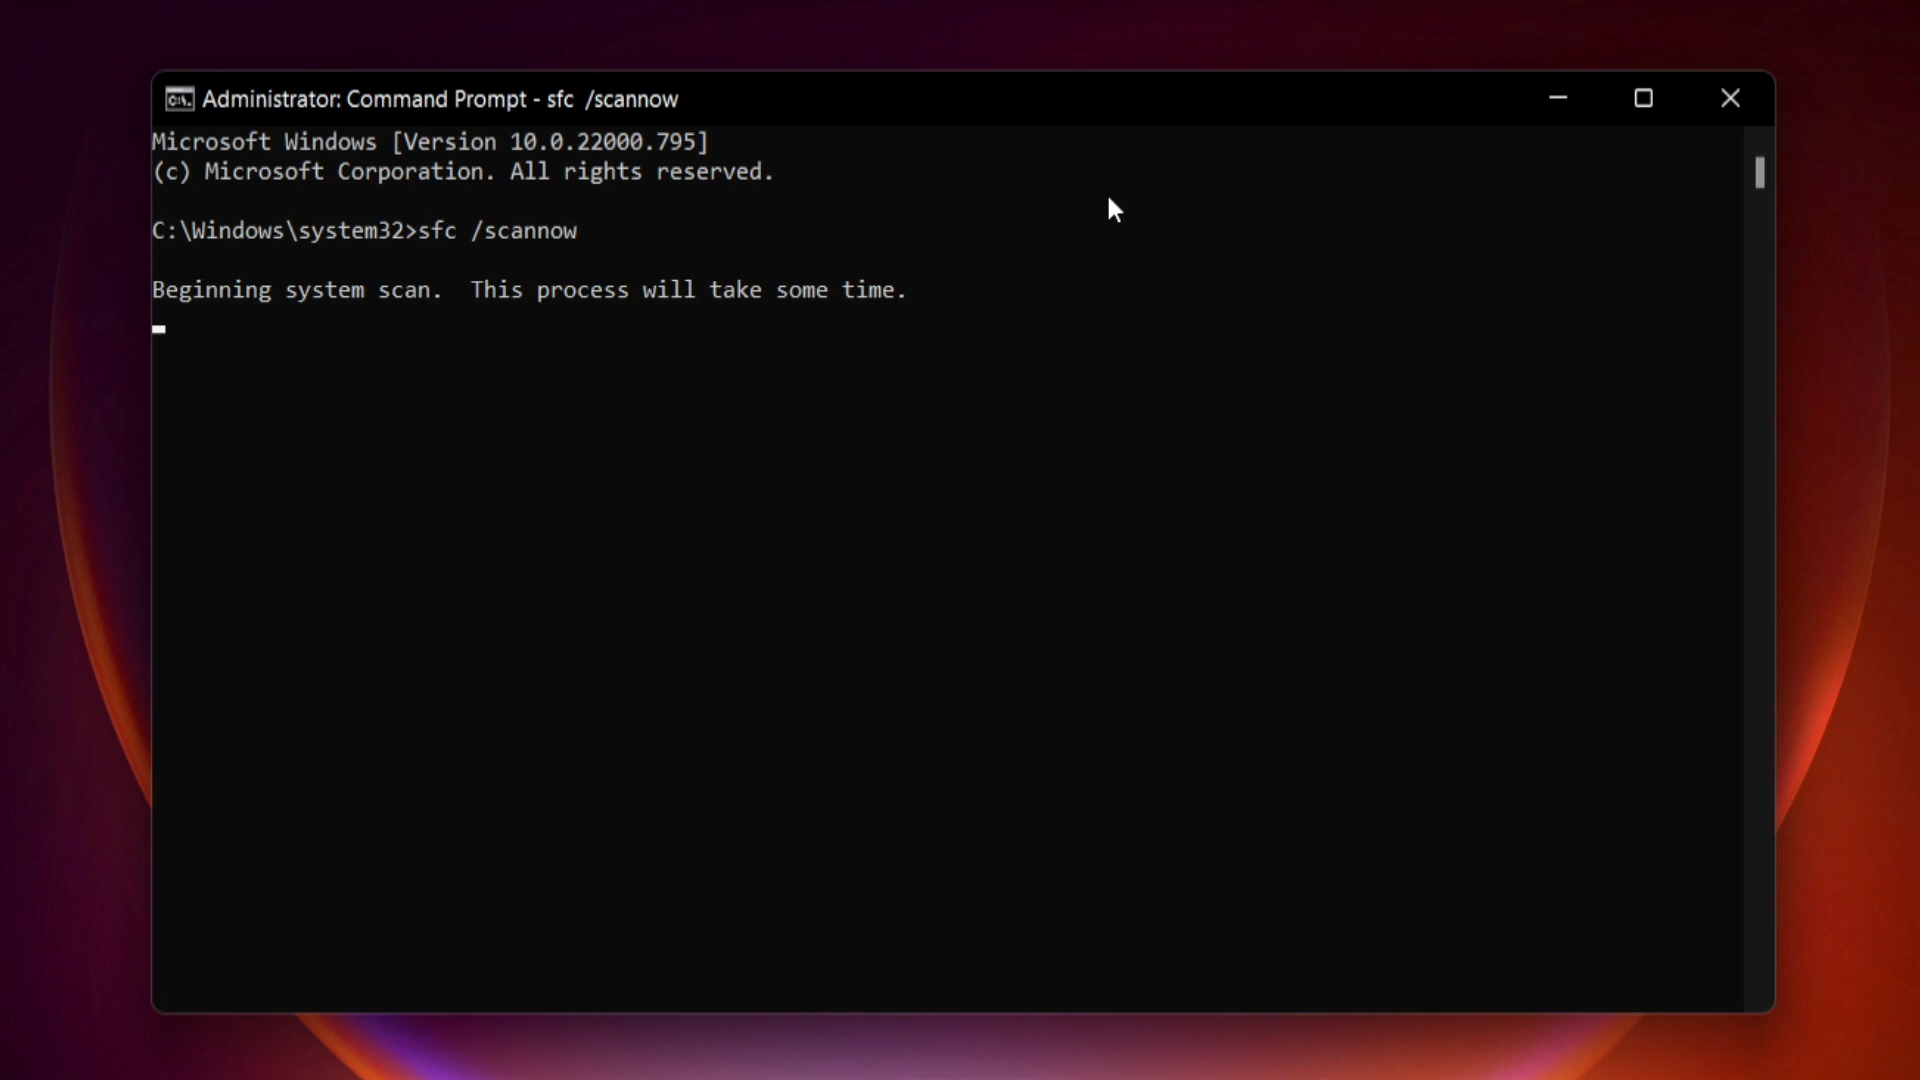 Administrator: Command Prompt - sfc  /scannow
Microsoft Windows [Version 10.0.22000.795]
(c) Microsoft Corporation. All rights reserved.
C:\Windows\system32>sfc /scannow
Beginning system scan.  This process will take some time.